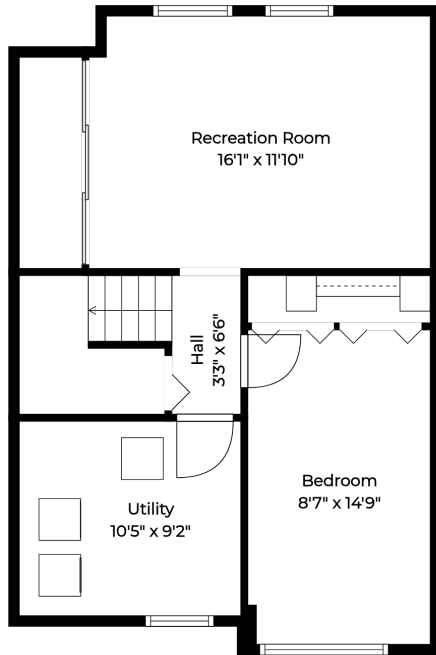 Recreation Room
16'1" x 11'10"
Hall
3'3" x 6'6"
Bedroom
8'7" x 14'9"
Utility
10'5" x 9'2"